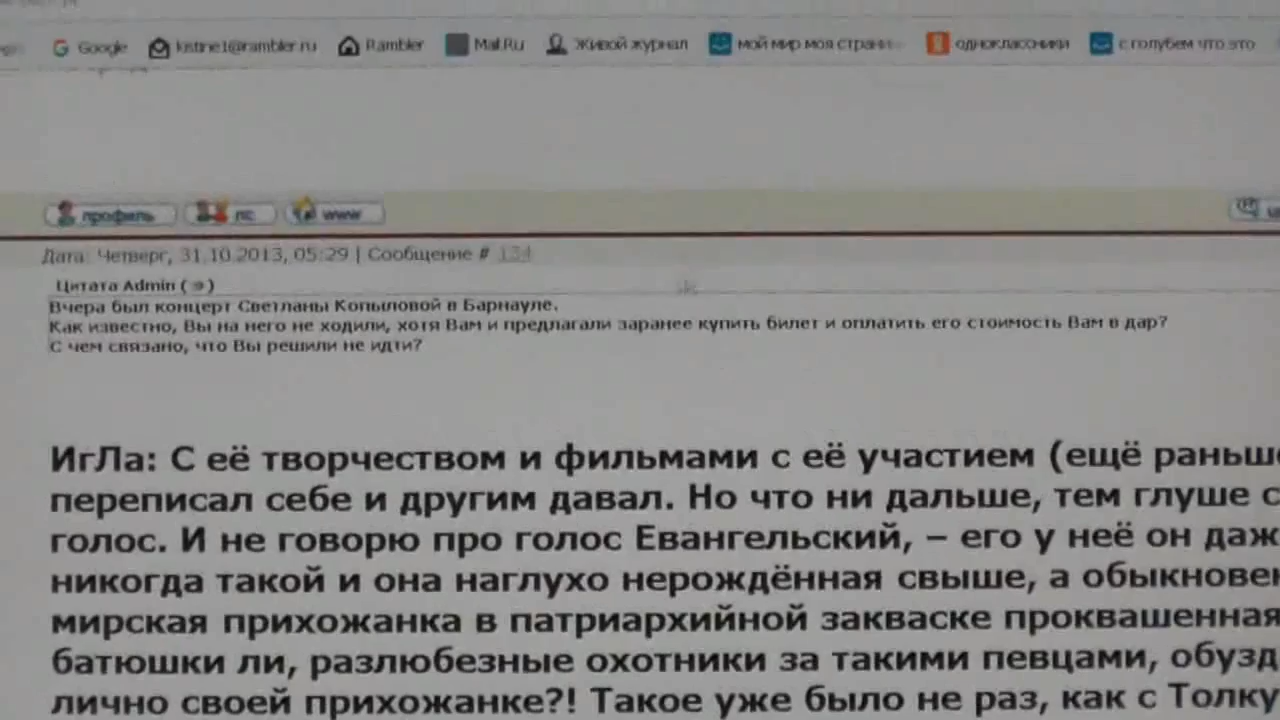 Google kistine1@rambler.ru Rambler Mail.Ru Живой журнал мой мир моя страни одноклассники с голубем что это
профиль пс www
Дата: Четверг, 31.10.2013, 05:29 | Сообщение # 134
Цитата Admin ( )
Вчера был концерт Светланы Копыловой в Барнауле.
Как известно, Вы на него не ходили, хотя Вам и предлагали заранее купить билет и оплатить его стоимость Вам в дар?
С чем связано, что Вы решили не идти?
ИгЛа: С её творчеством и фильмами с её участием (ещё раньше
переписал себе и другим давал. Но что ни дальше, тем глуше с
голос. И не говорю про голос Евангельский, – его у неё он даж
никогда такой и она наглухо нерождённая свыше, а обыкновен
мирская прихожанка в патриархийной закваске проквашенная
батюшки ли, разлюбезные охотники за такими певцами, обузд
лично своей прихожанке?! Такое уже было не раз, как с Толку